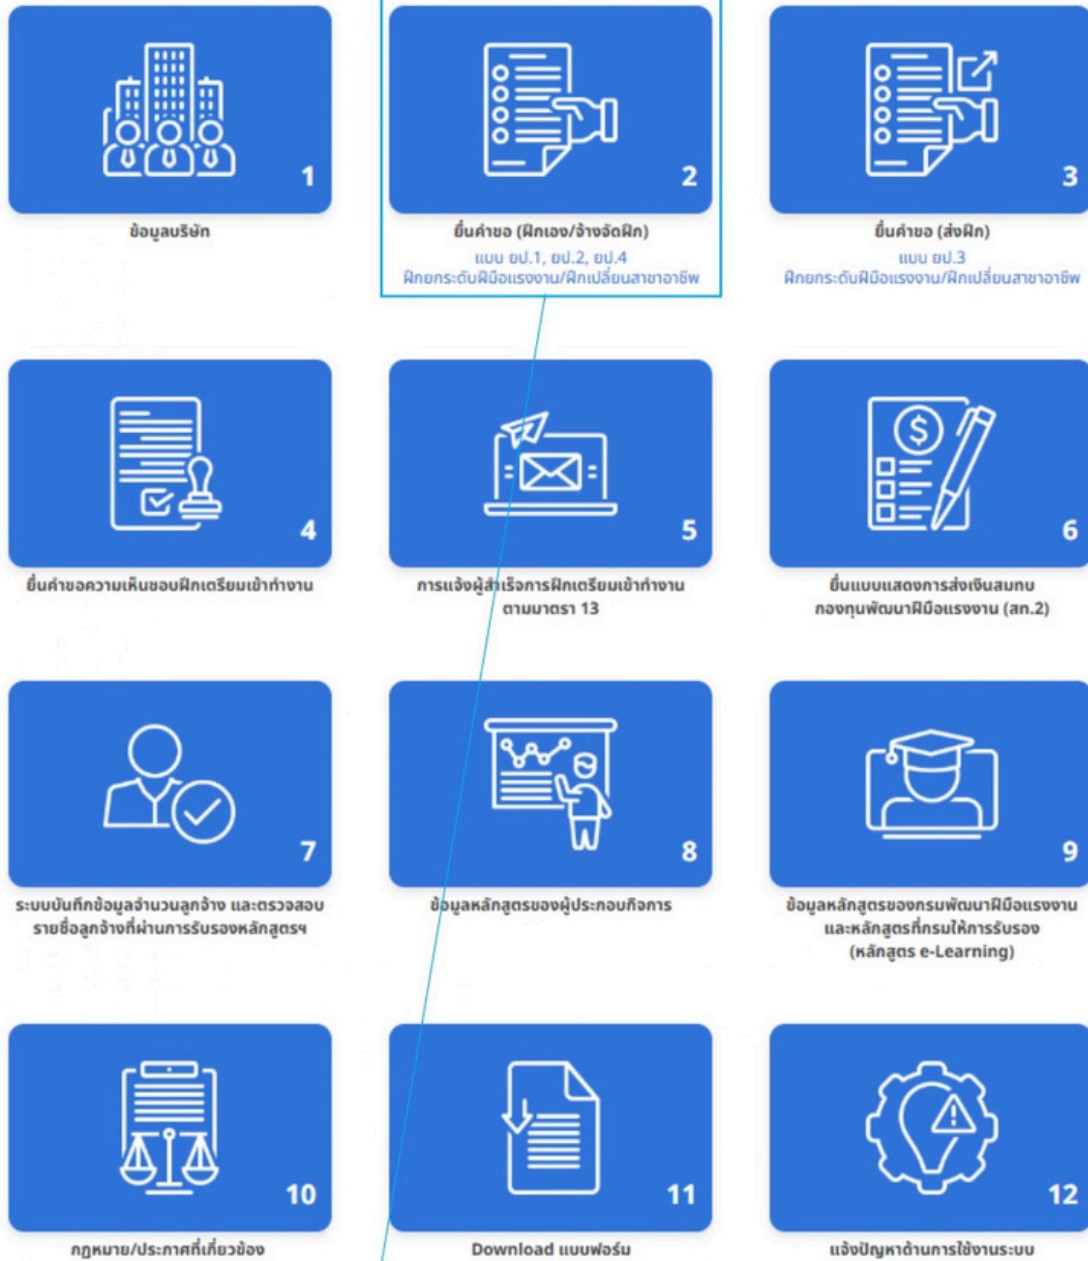 1
2
3
ข้อมูลบริษัท
ยื่นคำขอ (ฝึกเอง/จ้างจัดฝึก)
แบบ ยป.1, ยป.2, ยป.4
ฝึกยกระดับฝีมือแรงงาน/ฝึกเปลี่ยนสาขาอาชีพ
ยื่นคำขอ (ส่งฝึก)
แบบ ยป.3
ฝึกยกระดับฝีมือแรงงาน/ฝึกเปลี่ยนสาขาอาชีพ
4
5
$
6
ยื่นคำขอความเห็นชอบฝึกเตรียมเข้าทำงาน
การแจ้งผู้สำเร็จการฝึกเตรียมเข้าทำงาน
ตามมาตรา 13
ยื่นแบบแสดงการส่งเงินสมทบ
กองทุนพัฒนาฝีมือแรงงาน (สท.2)
7
8
9
ระบบบันทึกข้อมูลจำนวนลูกจ้าง และตรวจสอบ
รายชื่อลูกจ้างที่ผ่านการรับรองหลักสูตรฯ
ข้อมูลหลักสูตรของผู้ประกอบกิจการ
ข้อมูลหลักสูตรของกรมพัฒนาฝีมือแรงงาน
และหลักสูตรที่กรมให้การรับรอง
(หลักสูตร e-Learning)
10
11
12
กฎหมาย/ประกาศที่เกี่ยวข้อง
Download แบบฟอร์ม
แจ้งปัญหาด้านการใช้งานระบบ